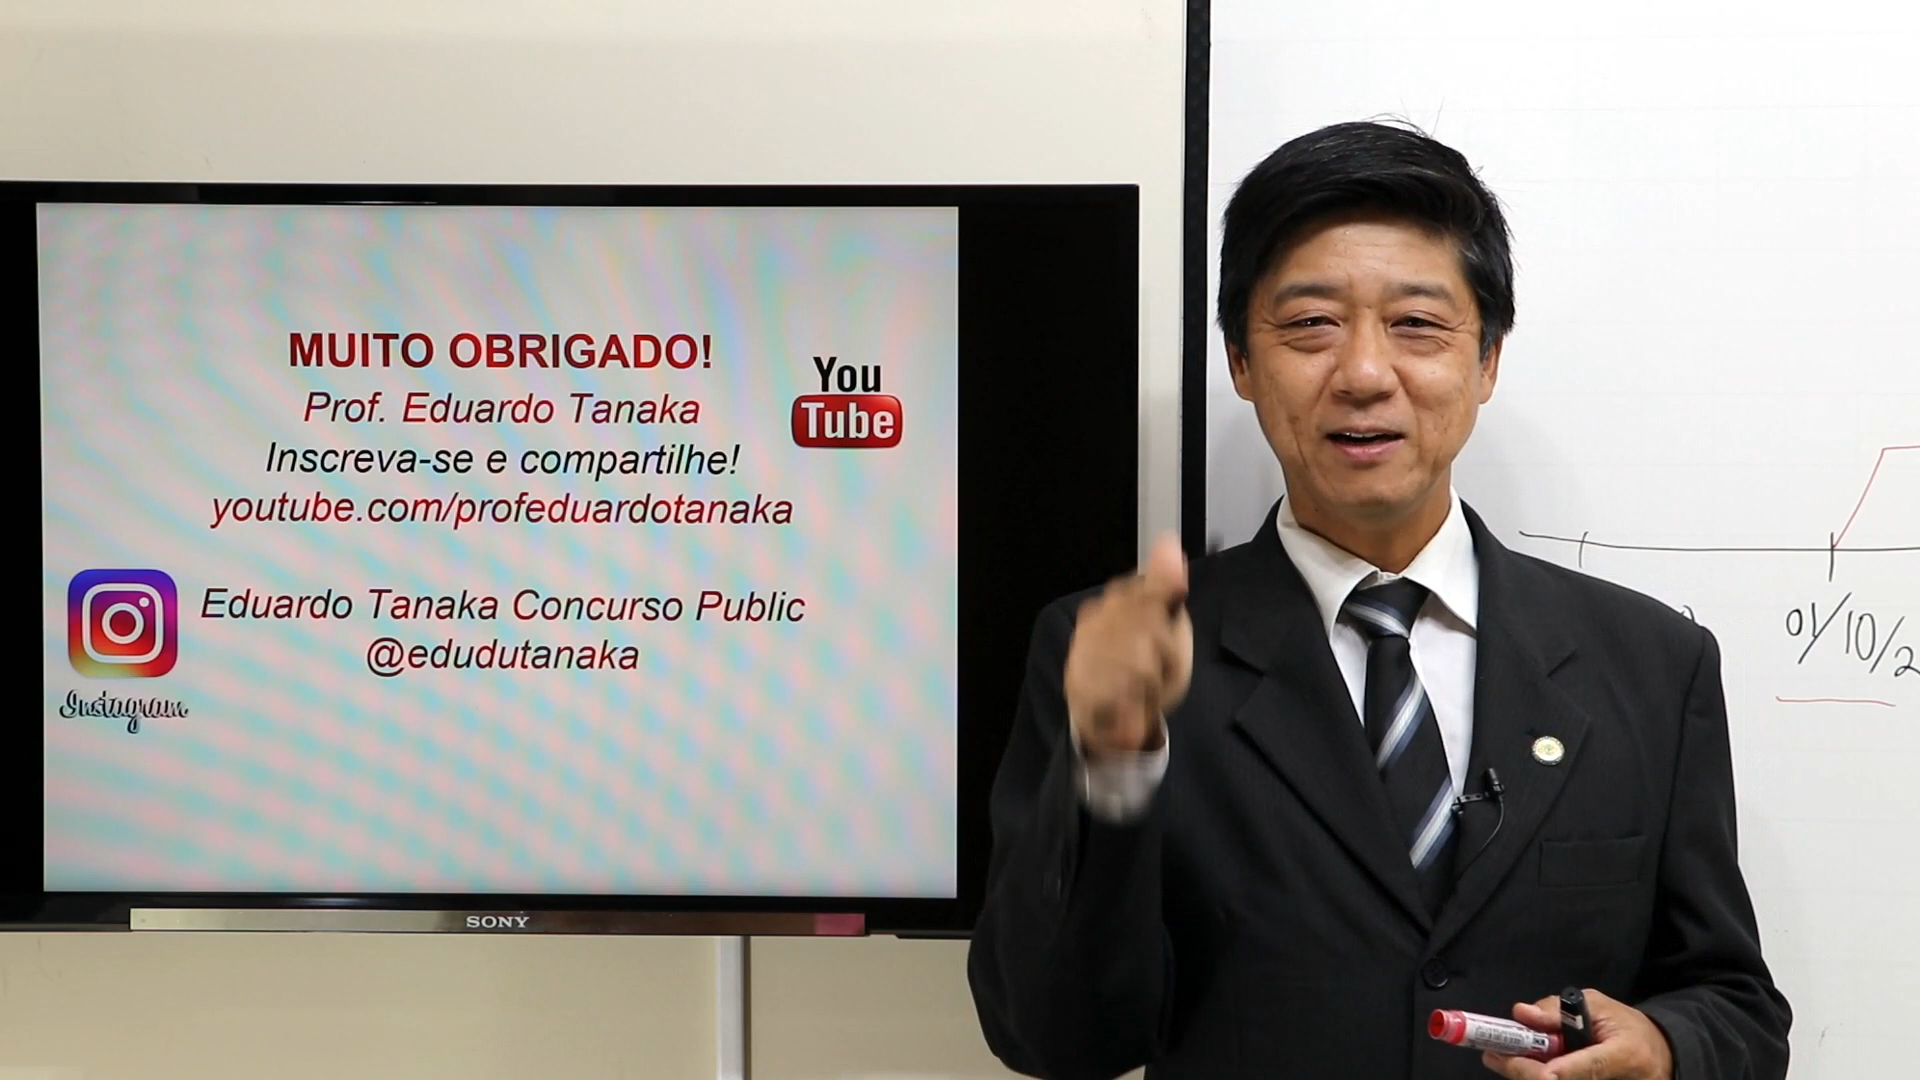 MUITO OBRIGADO!
Prof. Eduardo Tanaka
Inscreva-se e compartilhe!
youtube.com/profeduardotanaka
You
Tube
Eduardo Tanaka Concurso Public
@edudutanaka
Instagram
SONY
01/10/2